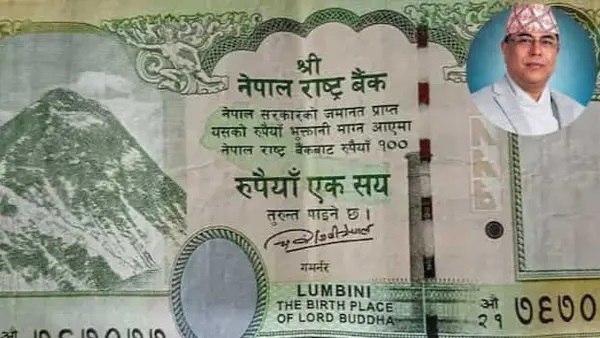 श्री
नेपाल राष्ट्र बैंक
नेपाल सरकारको जमानत प्राप्त
यसको रुपैयाँ भुक्तानी माग्न आएमा
नेपाल राष्ट्र बैंकबाट रुपैयाँ १००
रुपैयाँ एक सय
तुरुन्त पाइने छ।
गभर्नर
LUMBINI
THE BIRTH PLACE
OF LORD BUDDHA
औ
२१ ७६७०